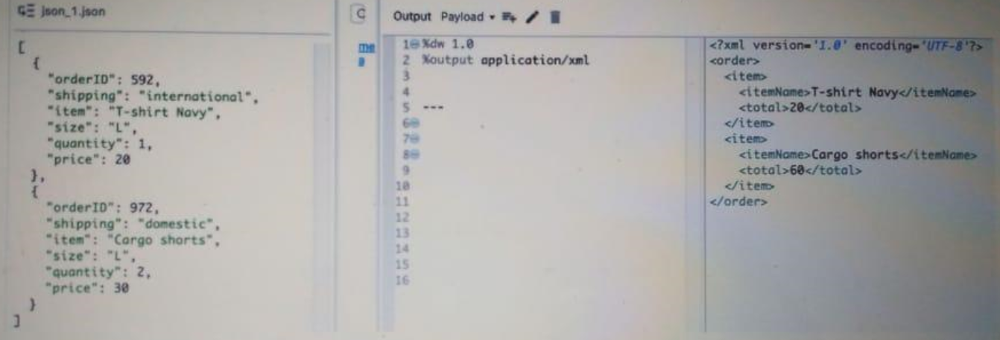 json_1.json
[
{
"orderID": 592,
"shipping": "international",
"item": "T-shirt Navy",
"size": "L",
"quantity": 1,
"price": 20
},
{
"orderID": 972,
"shipping": "domestic",
"item": "Cargo shorts",
"size": "L",
"quantity": 2,
"price": 30
}
]
C
me
Output Payload
1 %dw 1.0
2 %output application/xml
3
4
5 ---
6
7
8
9
10
11
12
13
14
15
16
<?xml version='1.0' encoding='UTF-8'?>
<order>
<item>
<itemName>T-shirt Navy</itemName>
<total>20</total>
</item>
<item>
<itemName>Cargo shorts</itemName>
<total>60</total>
</item>
</order>